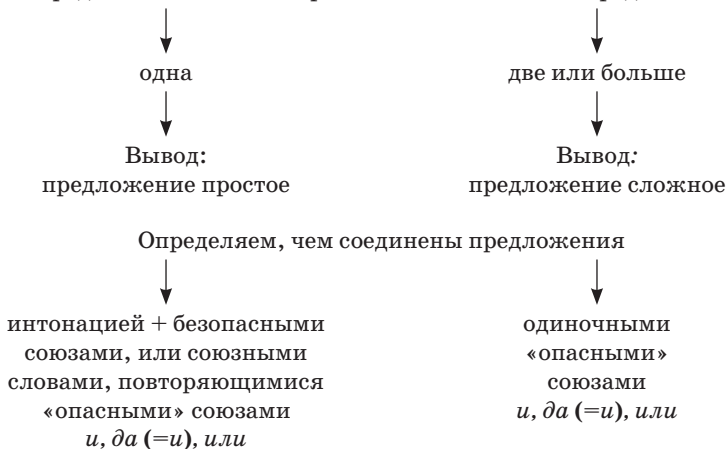 одна
две или больше
Вывод:
предложение простое
Вывод:
предложение сложное
Определяем, чем соединены предложения
интонацией + безопасными
союзами, или союзными
словами, повторяющимися
«опасными» союзами
и, да (=и), или
одиночными
«опасными»
союзами
и, да (=и), или